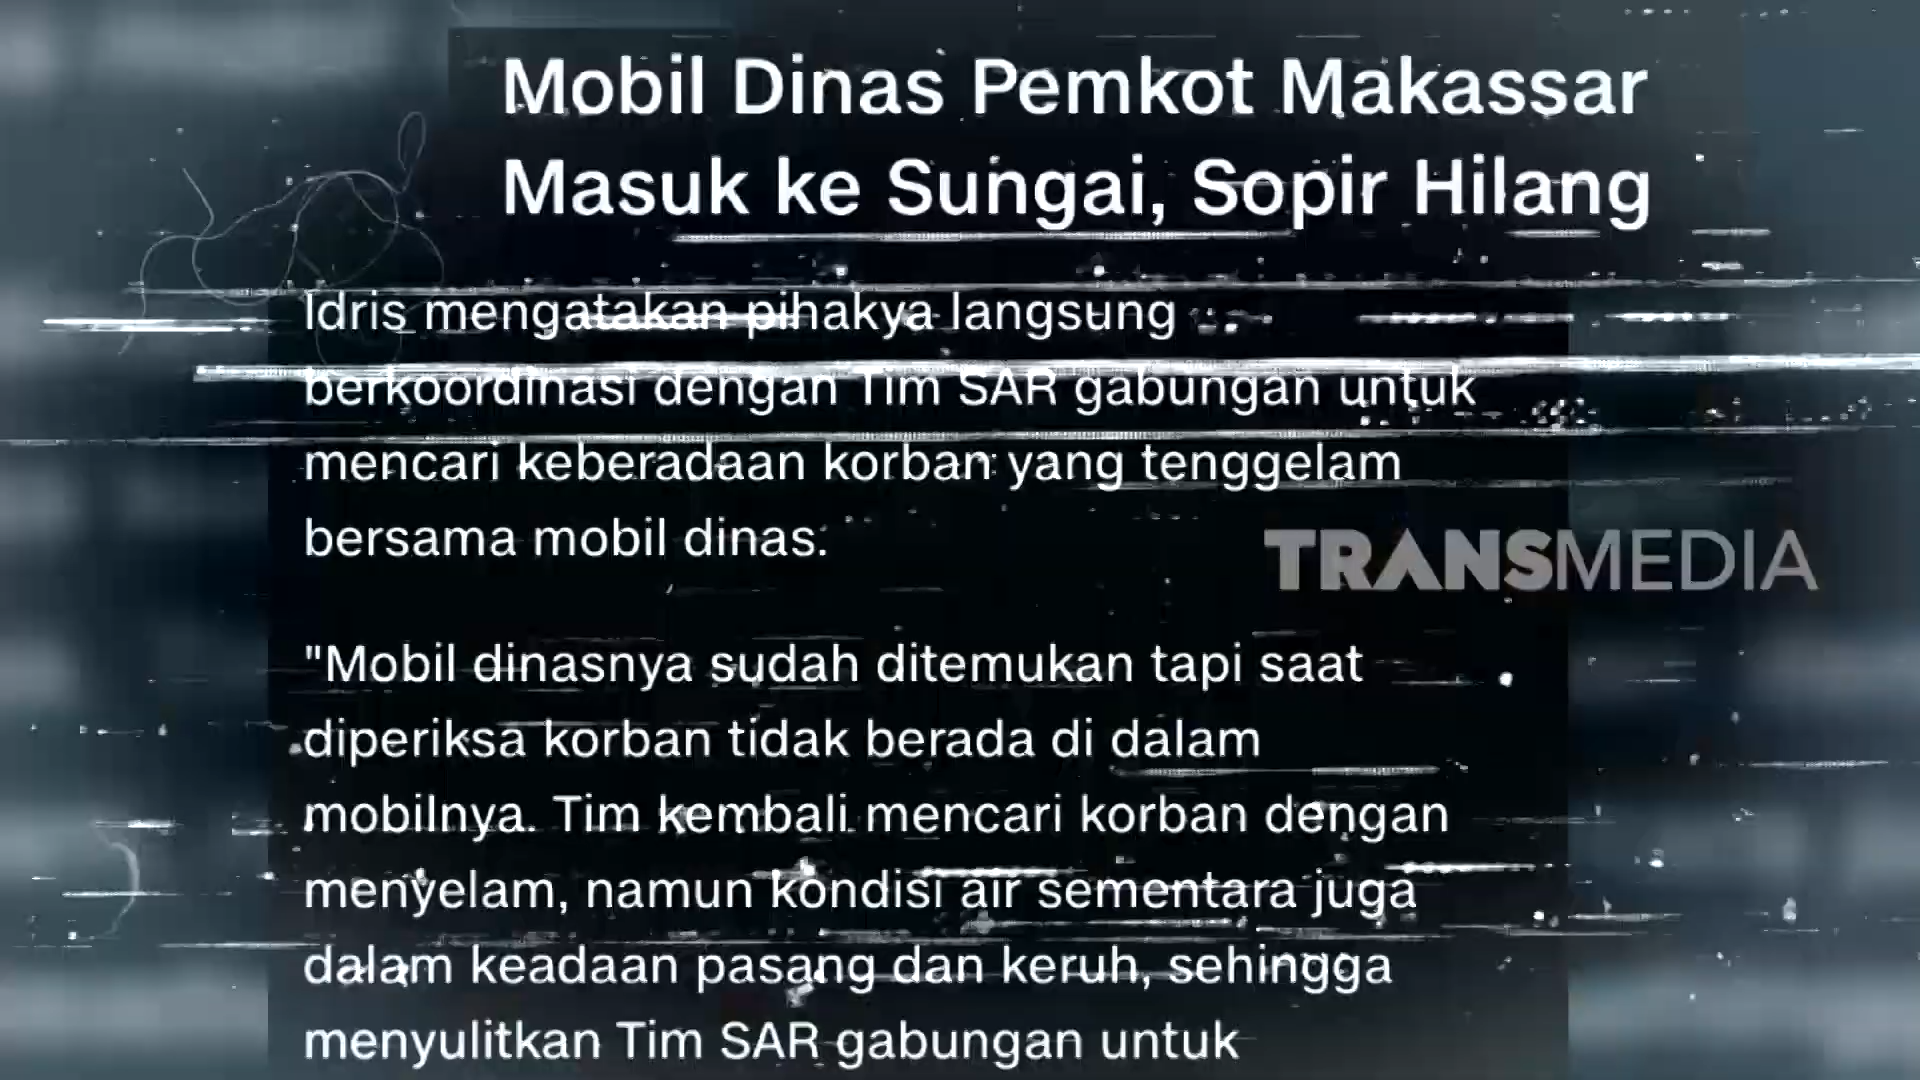 Mobil Dinas Pemkot Makassar
Masuk ke Sungai, Sopir Hilang
Idris mengatakan pihakya langsung
berkoordinasi dengan Tim SAR gabungan untuk
mencari keberadaan korban yang tenggelam
bersama mobil dinas.
TRANSMEDIA
"Mobil dinasnya sudah ditemukan tapi saat
diperiksa korban tidak berada di dalam
mobilnya. Tim kembali mencari korban dengan
menyelam, namun kondisi air sementara juga
dalam keadaan pasang dan keruh, sehingga
menyulitkan Tim SAR gabungan untuk